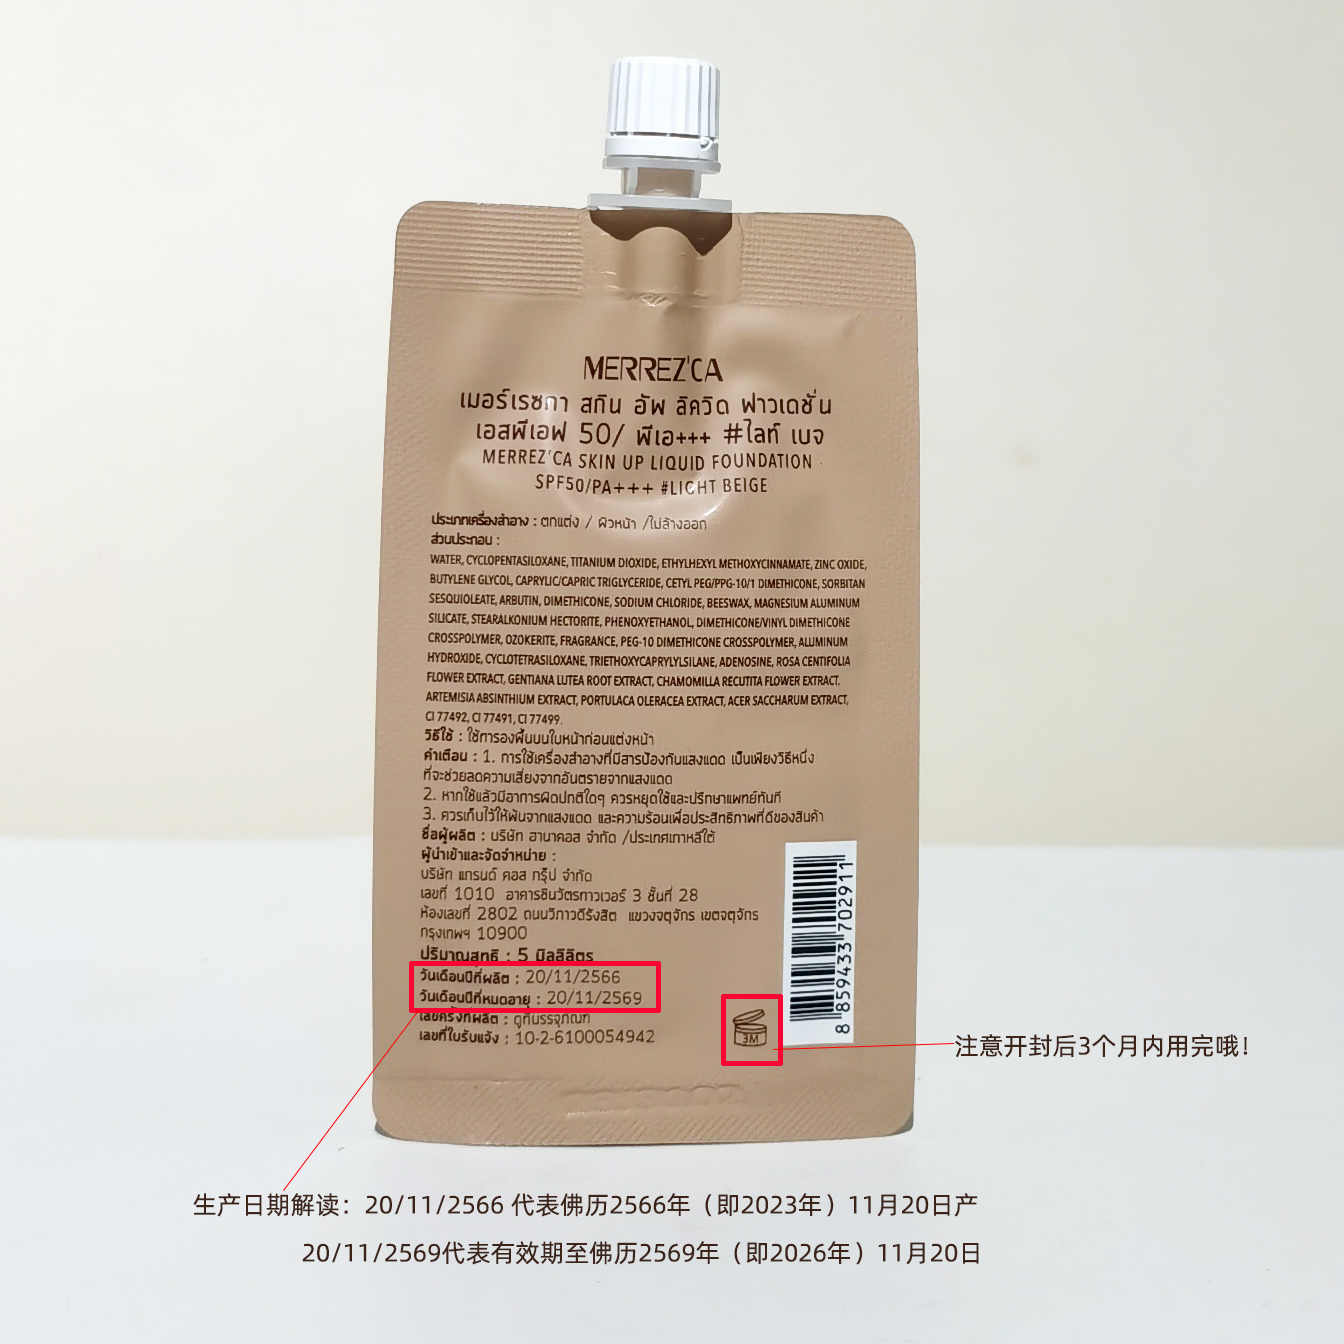 MERREZ'CA
เมอร์เรซกา สกิน อัพ ลิควิด ฟาวเดชั่น
เอสพีเอฟ 50/ พีเอ+++ #ไลท์ เบจ
MERREZ'CA SKIN UP LIQUID FOUNDATION
SPF50/PA+++ #LIGHT BEIGE
ประเภทเครื่องสำอาง : ตกแต่ง / ผิวหน้า /ไม่ล้างออก
ส่วนประกอบ :
WATER, CYCLOPENTASILOXANE, TITANIUM DIOXIDE, ETHYLHEXYL METHOXYCINNAMATE, ZINC OXIDE,
BUTYLENE GLYCOL, CAPRYLIC/CAPRIC TRIGLYCERIDE, CETYL PEG/PPG-10/1 DIMETHICONE, SORBITAN
SESQUIOLEATE, ARBUTIN, DIMETHICONE, SODIUM CHLORIDE, BEESWAX, MAGNESIUM ALUMINUM
SILICATE, STEARALKONIUM HECTORITE, PHENOXYETHANOL, DIMETHICONE/VINYL DIMETHICONE
CROSSPOLYMER, OZOKERITE, FRAGRANCE, PEG-10 DIMETHICONE CROSSPOLYMER, ALUMINUM
HYDROXIDE, CYCLOTETRASILOXANE, TRIETHOXYCAPRYLYLSILANE, ADENOSINE, ROSA CENTIFOLIA
FLOWER EXTRACT, GENTIANA LUTEA ROOT EXTRACT, CHAMOMILLA RECUTITA FLOWER EXTRACT,
ARTEMISIA ABSINTHIUM EXTRACT, PORTULACA OLERACEA EXTRACT, ACER SACCHARUM EXTRACT,
CI 77492, CI 77491, CI 77499.
วิธีใช้ : ใช้ทารองพื้นบนใบหน้าก่อนแต่งหน้า
คำเตือน : 1. การใช้เครื่องสำอางที่มีสารป้องกันแสงแดด เป็นเพียงวิธีหนึ่ง
ที่จะช่วยลดความเสี่ยงจากอันตรายจากแสงแดด
2. หากใช้แล้วมีอาการผิดปกติใดๆ ควรหยุดใช้และปรึกษาแพทย์ทันที
3. ควรเก็บไว้ให้พ้นจากแสงแดด และความร้อนเพื่อประสิทธิภาพที่ดีของสินค้า
ชื่อผู้ผลิต : บริษัท ฮานาคอส จำกัด /ประเทศเกาหลีใต้
ผู้นำเข้าและจัดจำหน่าย :
บริษัท แกรนด์ คอส กรุ๊ป จำกัด
เลขที่ 1010 อาคารชินวัตรทาวเวอร์ 3 ชั้นที่ 28
ห้องเลขที่ 2802 ถนนวิภาวดีรังสิต แขวงจตุจักร เขตจตุจักร
กรุงเทพฯ 10900
ปริมาณสุทธิ : 5 มิลลิลิตร
วันเดือนปีที่ผลิต : 20/11/2566
วันเดือนปีที่หมดอายุ : 20/11/2569
เลขครั้งที่ผลิต : ดูที่บรรจุภัณฑ์
เลขที่ใบรับแจ้ง : 10-2-6100054942
3M
8 859433 702911
注意开封后3个月内用完哦!
生产日期解读：20/11/2566 代表佛历2566年（即2023年）11月20日产
20/11/2569代表有效期至佛历2569年（即2026年）11月20日